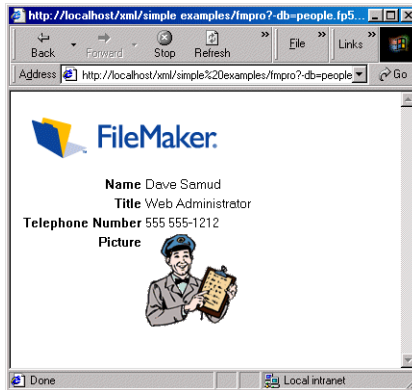 http://localhost/xml/simple examples/fmpro?-db=people.fp5...
Back Forward Stop Refresh » File » Links »
Address http://localhost/xml/simple%20examples/fmpro?-db=people Go
FileMaker.
Name Dave Samud
Title Web Administrator
Telephone Number 555 555-1212
Picture
Done Local intranet